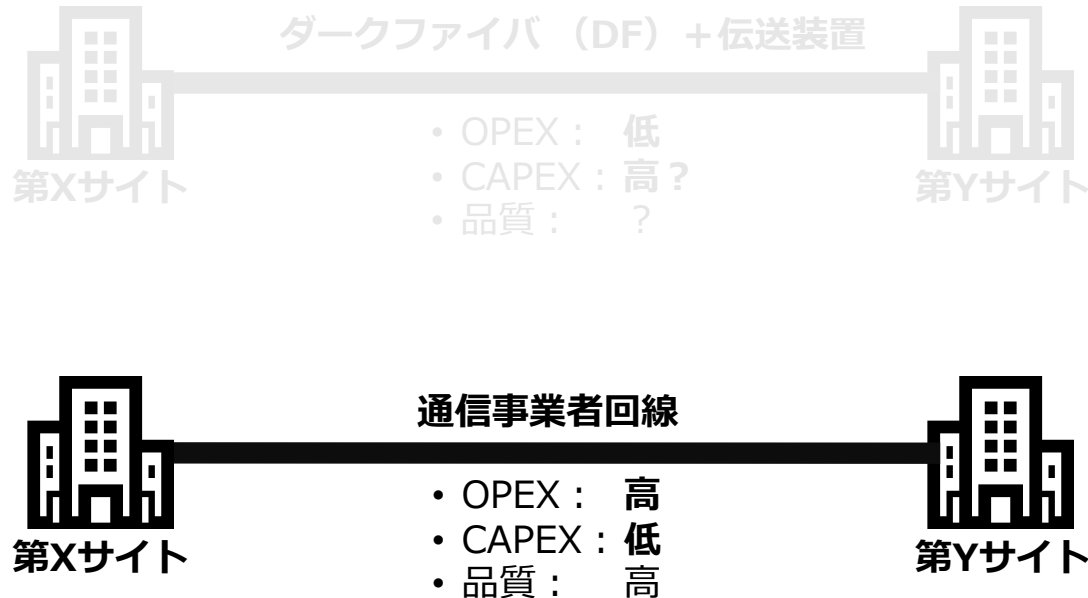 ダークファイバ （DF）＋伝送装置
• OPEX： 低
• CAPEX：高？
• 品質： ？
第Xサイト 第Yサイト
通信事業者回線
• OPEX： 高
• CAPEX：低
• 品質： 高
第Xサイト 第Yサイト